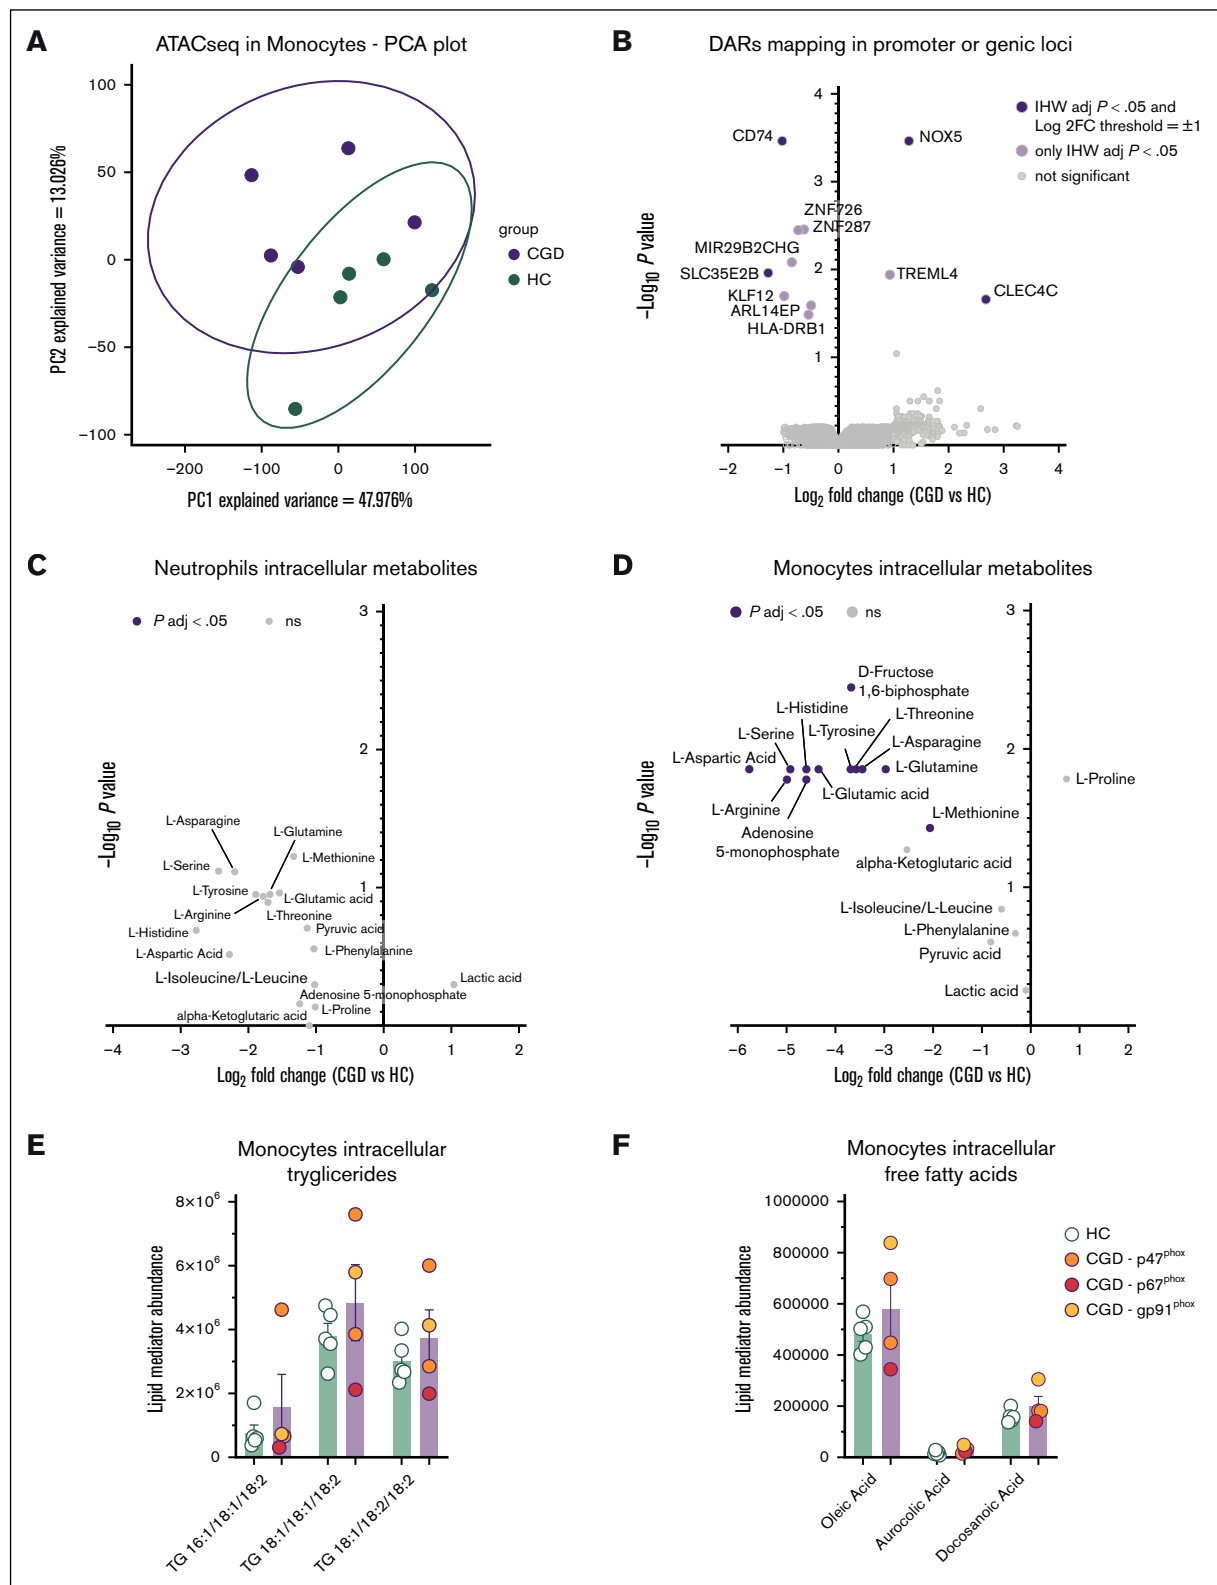 A
ATACseq in Monocytes - PCA plot
100
50
0
−50
−100
PC2 explained variance = 13.026%
−200
−100
0
100
PC1 explained variance = 47.976%
group
CGD
HC
B
DARs mapping in promoter or genic loci
4
3
2
1
−Log10 P value
IHW adj P < .05 and
Log 2FC threshold = ±1
only IHW adj P < .05
not significant
CD74
NOX5
ZNF726
ZNF287
MIR29B2CHG
SLC35E2B
TREML4
KLF12
CLEC4C
ARL14EP
HLA-DRB1
−2
−1
0
1
2
3
4
Log2 fold change (CGD vs HC)
C
Neutrophils intracellular metabolites
P adj < .05
ns
3
2
1
−Log10 P value
L-Asparagine
L-Glutamine
L-Serine
L-Methionine
L-Tyrosine
L-Glutamic acid
L-Arginine
L-Threonine
L-Histidine
Pyruvic acid
L-Aspartic Acid
L-Phenylalanine
L-Isoleucine/L-Leucine
Lactic acid
Adenosine 5-monophosphate
L-Proline
alpha-Ketoglutaric acid
−4
−3
−2
−1
0
1
2
Log2 fold change (CGD vs HC)
D
Monocytes intracellular metabolites
P adj < .05
ns
3
2
1
−Log10 P value
D-Fructose
1,6-biphosphate
L-Histidine
L-Threonine
L-Serine
L-Tyrosine
L-Asparagine
L-Aspartic Acid
L-Glutamine
L-Proline
L-Arginine
L-Glutamic acid
L-Methionine
Adenosine
5-monophosphate
alpha-Ketoglutaric acid
L-Isoleucine/L-Leucine
L-Phenylalanine
Pyruvic acid
Lactic acid
−6
−5
−4
−3
−2
−1
0
1
2
Log2 fold change (CGD vs HC)
E
Monocytes intracellular
tryglicerides
8×10⁶
6×10⁶
4×10⁶
2×10⁶
0
Lipid mediator abundance
TG 16:1/18:1/18:2
TG 18:1/18:1/18:2
TG 18:1/18:2/18:2
F
Monocytes intracellular
free fatty acids
1000000
800000
600000
400000
200000
0
Lipid mediator abundance
Oleic Acid
Aurocolic Acid
Docosanoic Acid
HC
CGD - p47phox
CGD - p67phox
CGD - gp91phox